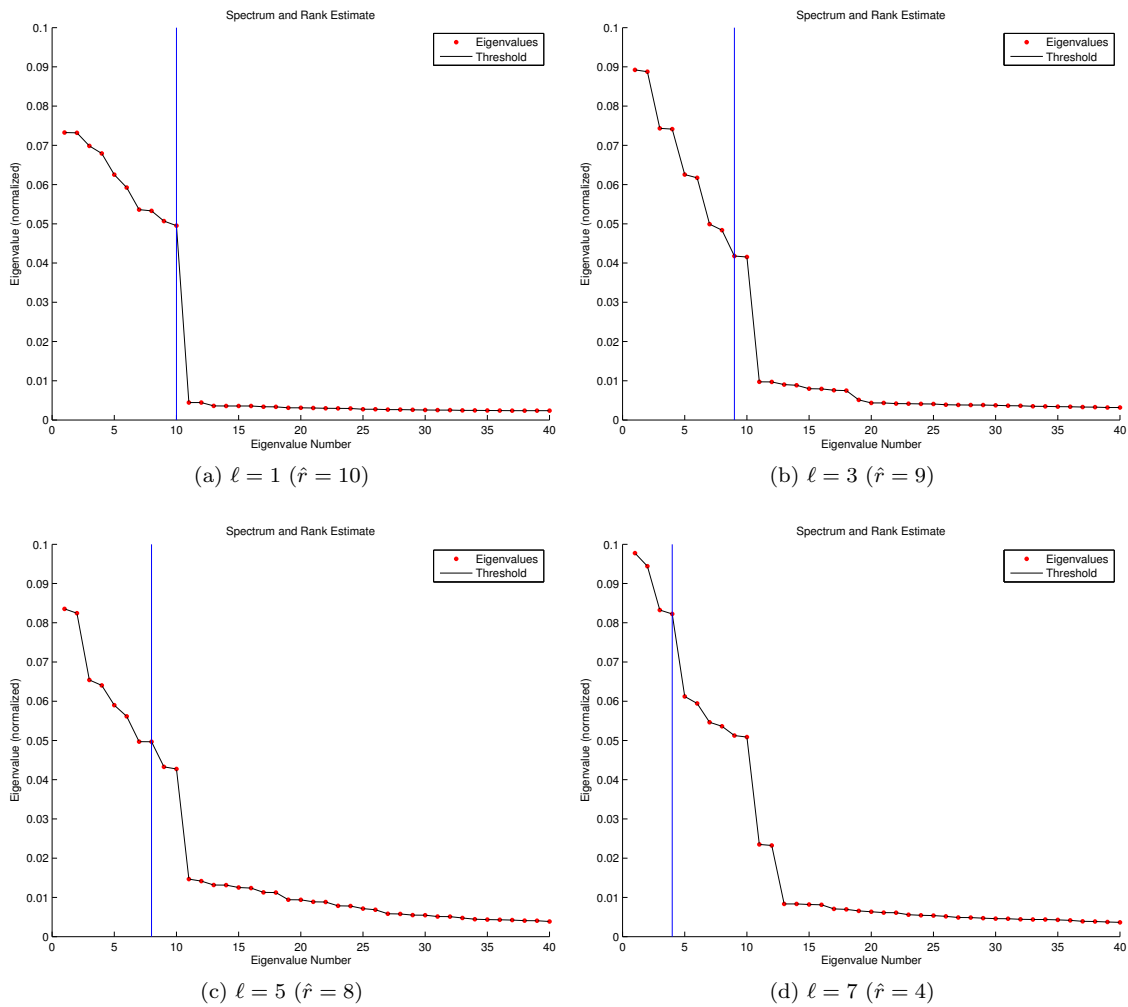 Spectrum and Rank Estimate
0.1
0.09
0.08
0.07
0.06
0.05
0.04
0.03
0.02
0.01
0
Eigenvalue (normalized)
Eigenvalues
Threshold
0 5 10 15 20 25 30 35 40
Eigenvalue Number
(a) ℓ = 1 (r̂ = 10)
Spectrum and Rank Estimate
0.1
0.09
0.08
0.07
0.06
0.05
0.04
0.03
0.02
0.01
0
Eigenvalue (normalized)
Eigenvalues
Threshold
0 5 10 15 20 25 30 35 40
Eigenvalue Number
(b) ℓ = 3 (r̂ = 9)
Spectrum and Rank Estimate
0.1
0.09
0.08
0.07
0.06
0.05
0.04
0.03
0.02
0.01
0
Eigenvalue (normalized)
Eigenvalues
Threshold
0 5 10 15 20 25 30 35 40
Eigenvalue Number
(c) ℓ = 5 (r̂ = 8)
Spectrum and Rank Estimate
0.1
0.09
0.08
0.07
0.06
0.05
0.04
0.03
0.02
0.01
0
Eigenvalue (normalized)
Eigenvalues
Threshold
0 5 10 15 20 25 30 35 40
Eigenvalue Number
(d) ℓ = 7 (r̂ = 4)